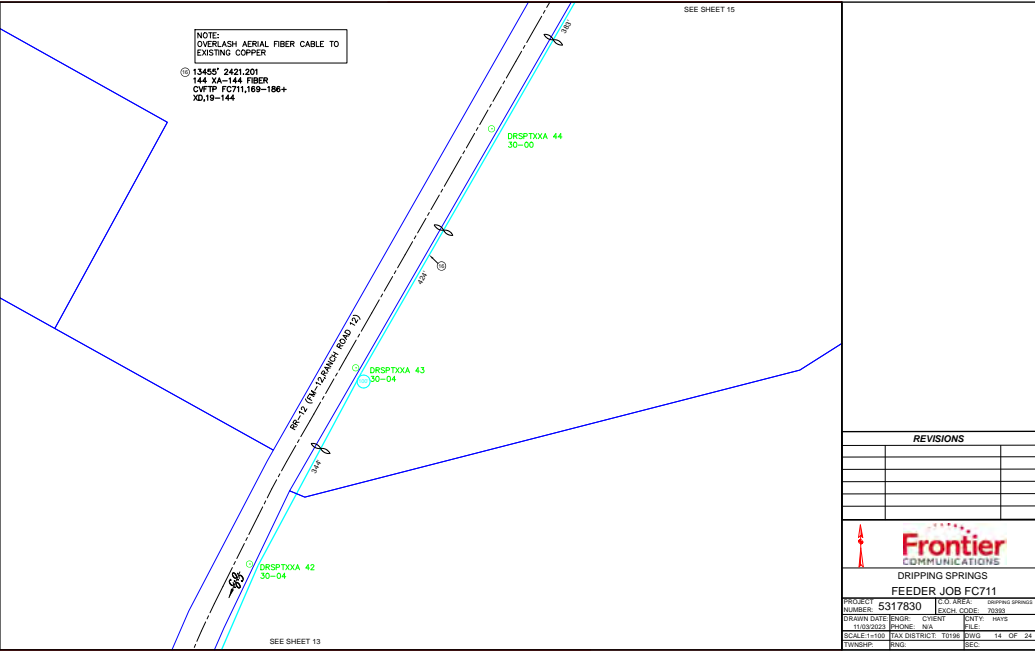 SEE SHEET 15
NOTE:
OVERLASH AERIAL FIBER CABLE TO
EXISTING COPPER
16 13455' 2421.201
144 XA-144 FIBER
CVFTP FC711,169-186+
XD,19-144
383'
DRSPTXXA 44
30-00
16
424'
RR-12 (FM-12,RANCH ROAD 12)
DRSPTXXA 43
30-04
344'
DRSPTXXA 42
30-04
SEE SHEET 13
REVISIONS
Frontier
COMMUNICATIONS
DRIPPING SPRINGS
FEEDER JOB FC711
PROJECT NUMBER: 5317830 C.O. AREA: DRIPPING SPRINGS
EXCH. CODE: 70393
DRAWN DATE: ENGR: CYIENT CNTY: HAYS
11/03/2023 PHONE: N/A FILE:
SCALE:1=100 TAX DISTRICT: T0196 DWG 14 OF 24
TWNSHP: RNG: SEC: